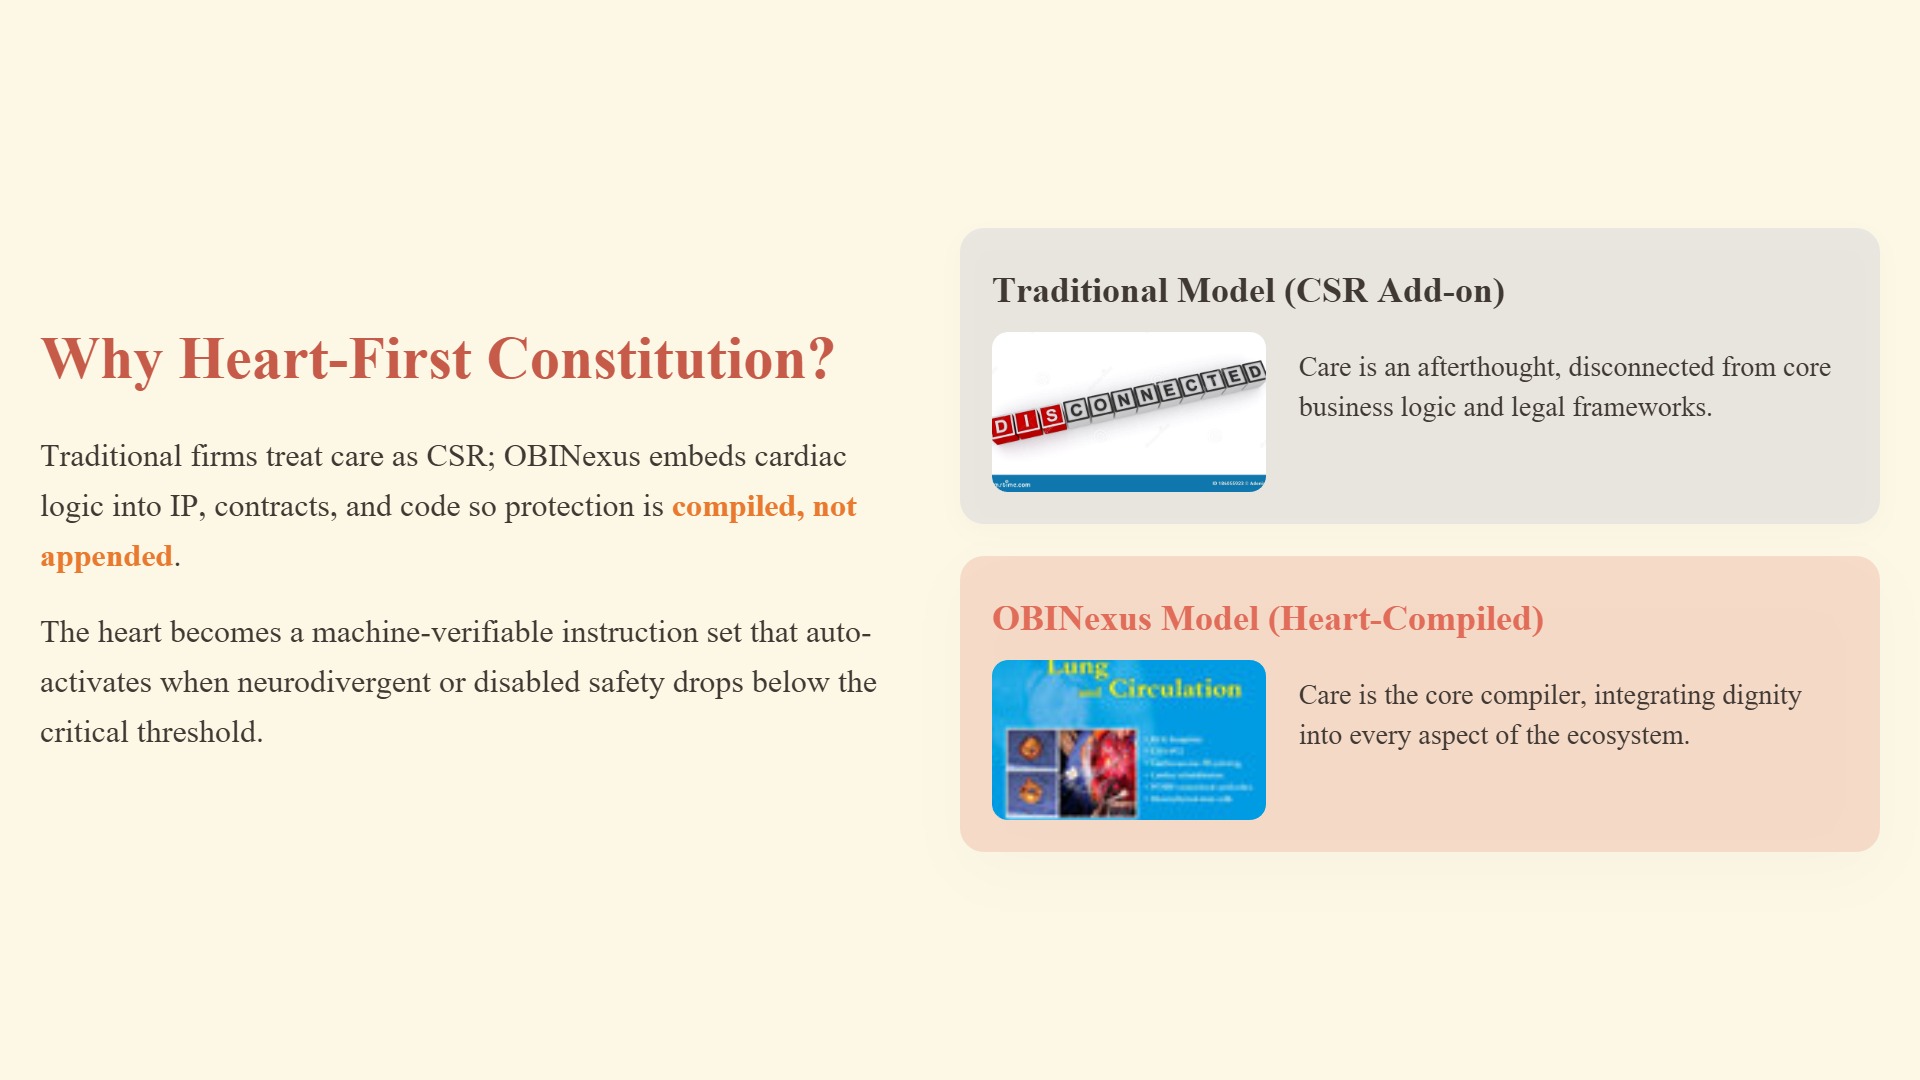 Why Heart-First Constitution?
Traditional firms treat care as CSR; OBINexus embeds cardiac
logic into IP, contracts, and code so protection is compiled, not
appended.
The heart becomes a machine-verifiable instruction set that auto-
activates when neurodivergent or disabled safety drops below the
critical threshold.
Traditional Model (CSR Add-on)
DISCONNECTED
Care is an afterthought, disconnected from core
business logic and legal frameworks.
OBINexus Model (Heart-Compiled)
Lung
and Circulation
Care is the core compiler, integrating dignity
into every aspect of the ecosystem.